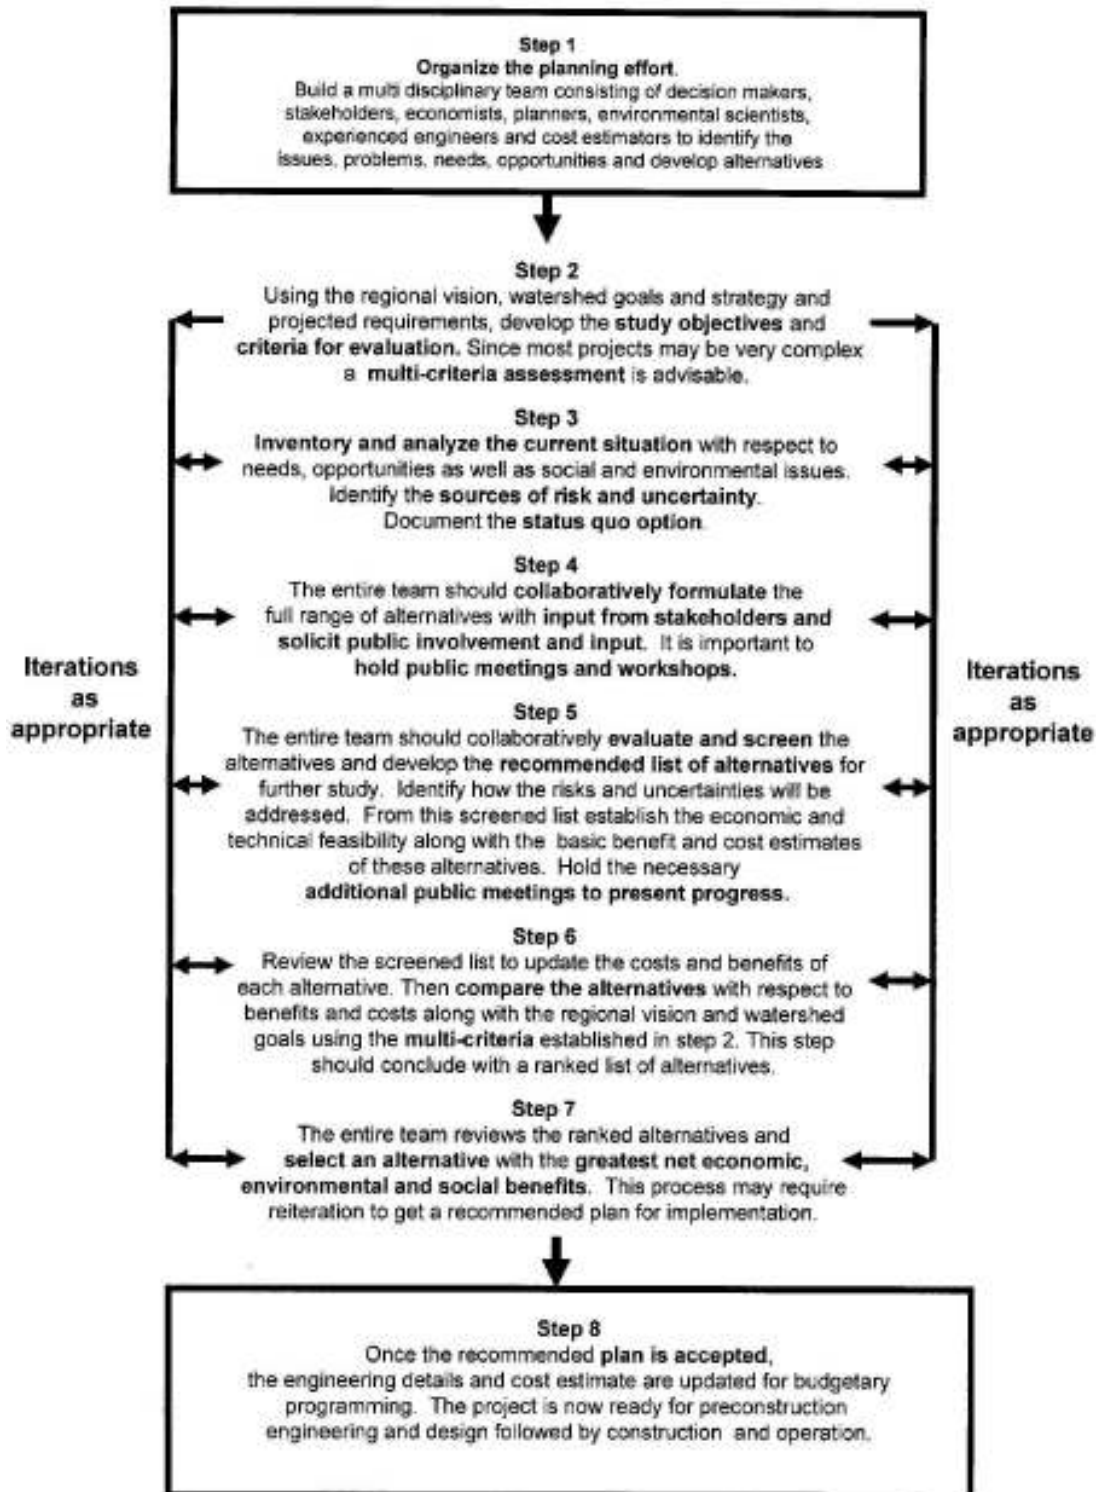 Step 1
Organize the planning effort.
Build a multi disciplinary team consisting of decision makers,
stakeholders, economists, planners, environmental scientists,
experienced engineers and cost estimators to identify the
issues, problems, needs, opportunities and develop alternatives
Step 2
Using the regional vision, watershed goals and strategy and
projected requirements, develop the study objectives and
criteria for evaluation. Since most projects may be very complex
a multi-criteria assessment is advisable.
Step 3
Inventory and analyze the current situation with respect to
needs, opportunities as well as social and environmental issues.
Identify the sources of risk and uncertainty.
Document the status quo option.
Step 4
The entire team should collaboratively formulate the
full range of alternatives with input from stakeholders and
solicit public involvement and input. It is important to
hold public meetings and workshops.
Iterations
as
appropriate
Iterations
as
appropriate
Step 5
The entire team should collaboratively evaluate and screen the
alternatives and develop the recommended list of alternatives for
further study. Identify how the risks and uncertainties will be
addressed. From this screened list establish the economic and
technical feasibility along with the basic benefit and cost estimates
of these alternatives. Hold the necessary
additional public meetings to present progress.
Step 6
Review the screened list to update the costs and benefits of
each alternative. Then compare the alternatives with respect to
benefits and costs along with the regional vision and watershed
goals using the multi-criteria established in step 2. This step
should conclude with a ranked list of alternatives.
Step 7
The entire team reviews the ranked alternatives and
select an alternative with the greatest net economic,
environmental and social benefits. This process may require
reiteration to get a recommended plan for implementation.
Step 8
Once the recommended plan is accepted,
the engineering details and cost estimate are updated for budgetary
programming. The project is now ready for preconstruction
engineering and design followed by construction and operation.